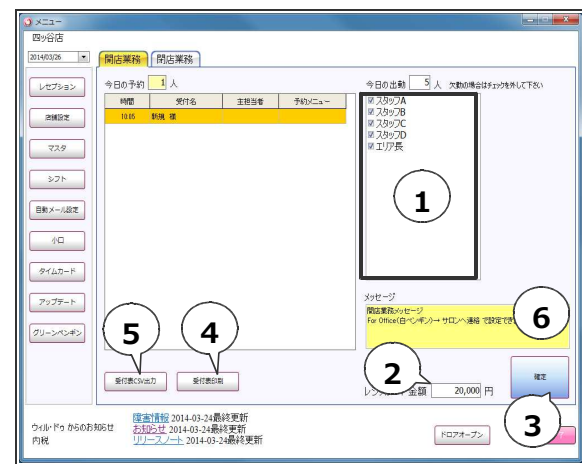 メニュー
四ッ谷店
2014/03/26
開店業務 閉店業務
レセプション
店舗設定
マスタ
シフト
自動メール設定
小口
タイムカード
アップデート
グリーンペンギン
今日の予約 1 人
時間 受付名 主担当者 予約メニュー
10:05 新規 様
今日の出勤 5 人 欠勤の場合はチェックを外して下さい
スタッフA
スタッフB
スタッフC
スタッフD
エリア長
1
メッセージ
開店業務メッセージ
For Office(白ペンギン)→ サロンへ連絡 で設定でき
6
5
4
受付表CSV出力 受付表印刷
2
金額 20,000 円
確定
3
ウィル・ドゥ からのお知らせ
内税
障害情報 2014-03-24最終更新
お知らせ 2014-03-24最終更新
リリースノート 2014-03-24最終更新
ドロアオープン